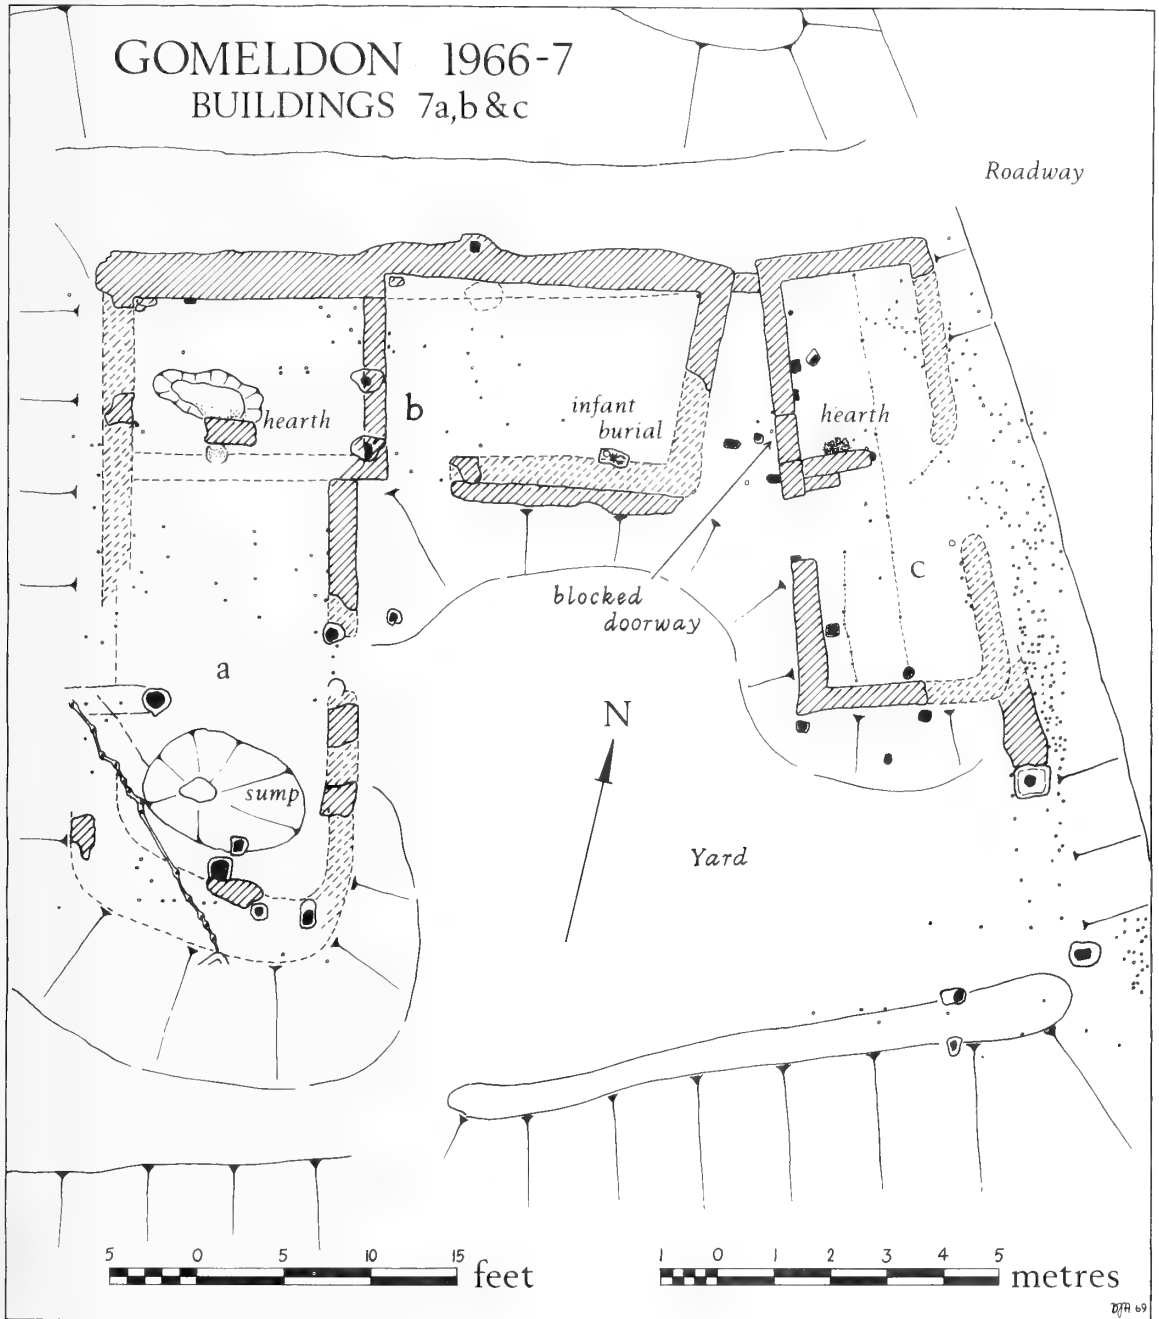 GOMELDON 1966-7
BUILDINGS 7a,b & c
Roadway
hearth
b
infant
burial
hearth
blocked
doorway
c
a
N
sump
Yard
5 0 5 10 15
feet
1 0 1 2 3 4 5
metres
69